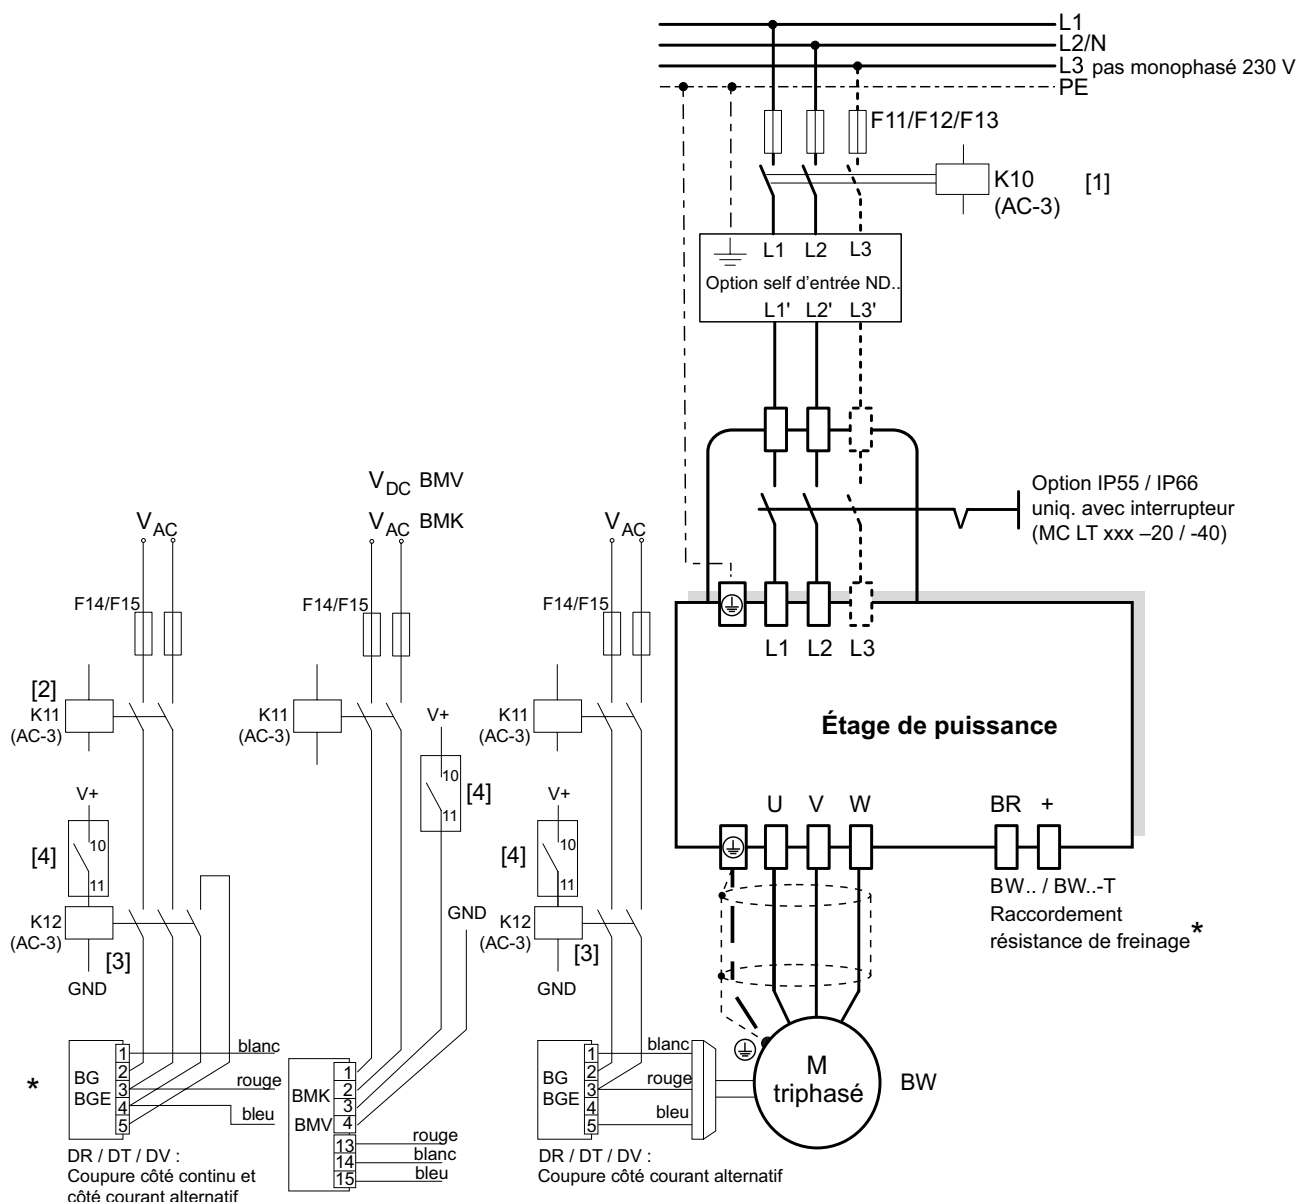 L1
L2/N
L3 pas monophasé 230 V
PE
F11/F12/F13
K10
(AC-3)
[1]
L1 L2 L3
Option self d'entrée ND..
L1' L2' L3'
Option IP55 / IP66
uniq. avec interrupteur
(MC LT xxx –20 / -40)
L1 L2 L3
Étage de puissance
U V W
BR +
BW.. / BW..-T
Raccordement
résistance de freinage*
M
triphasé
BW
VAC
F14/F15
[2]
K11
(AC-3)
V+
10
11
[4]
K12
(AC-3)
[3]
GND
*
BG
BGE
1
2
3
4
5
blanc
rouge
bleu
DR / DT / DV :
Coupure côté continu et
côté courant alternatif
VDC BMV
VAC BMK
F14/F15
K11
(AC-3)
V+
10
11
[4]
GND
BMK
BMV
1
2
3
4
13
14
15
rouge
blanc
bleu
VAC
F14/F15
K11
(AC-3)
V+
10
11
[4]
K12
(AC-3)
[3]
GND
BG
BGE
1
2
3
4
5
blanc
rouge
bleu
DR / DT / DV :
Coupure côté courant alternatif